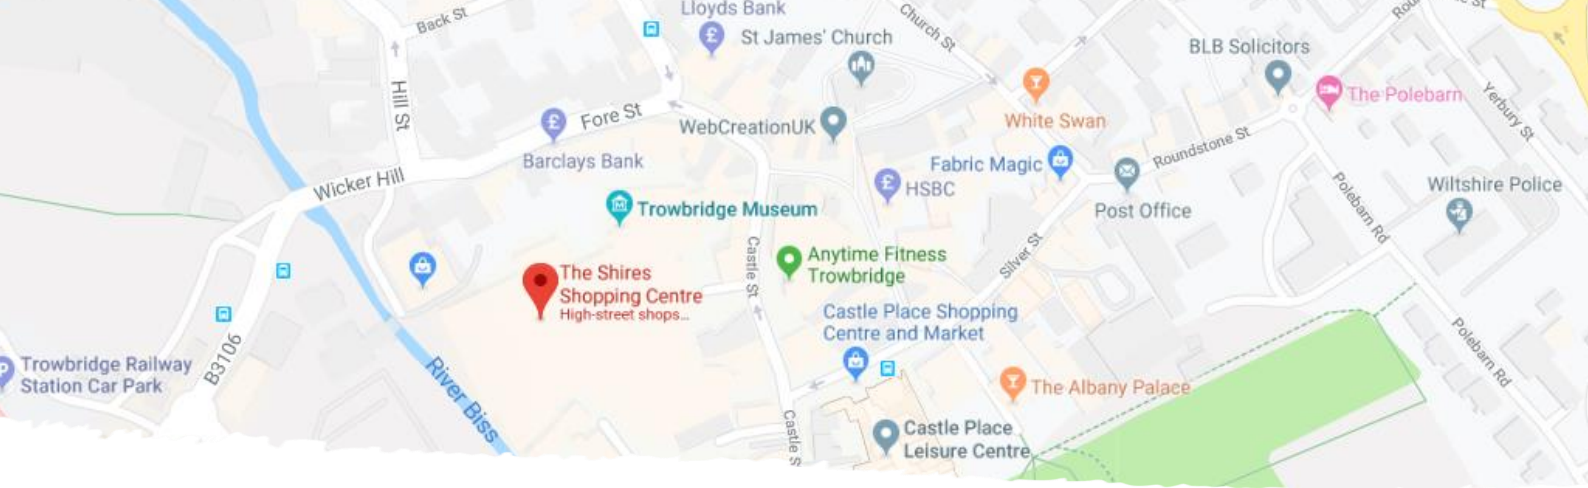 Back St
Lloyds Bank
St James' Church
Church St
BLB Solicitors
The Polebarn
Yerbury St
Hill St
Fore St
WebCreationUK
White Swan
Barclays Bank
Fabric Magic
Roundstone St
HSBC
Wicker Hill
Trowbridge Museum
Post Office
Wiltshire Police
Polebarn Rd
Castle St
Anytime Fitness
Trowbridge
Silver St
The Shires
Shopping Centre
High-street shops...
Castle Place Shopping
Centre and Market
Trowbridge Railway
Station Car Park
B3106
River Biss
Polebarn Rd
The Albany Palace
Castle S
Castle Place
Leisure Centre